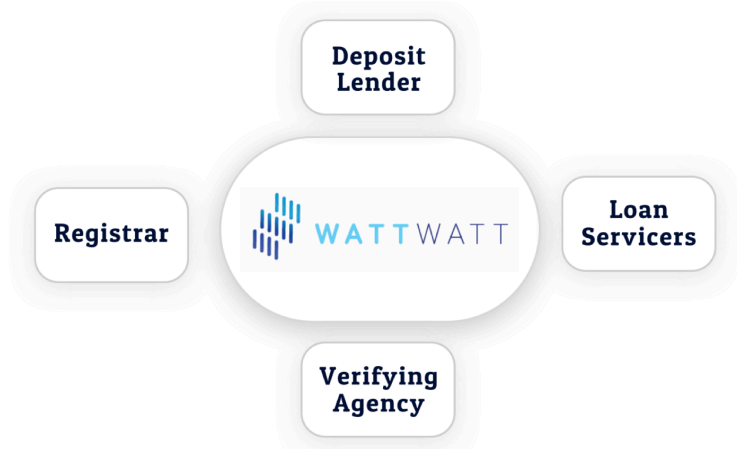 Deposit
Lender
Registrar
WATTWATT
Loan
Servicers
Verifying
Agency